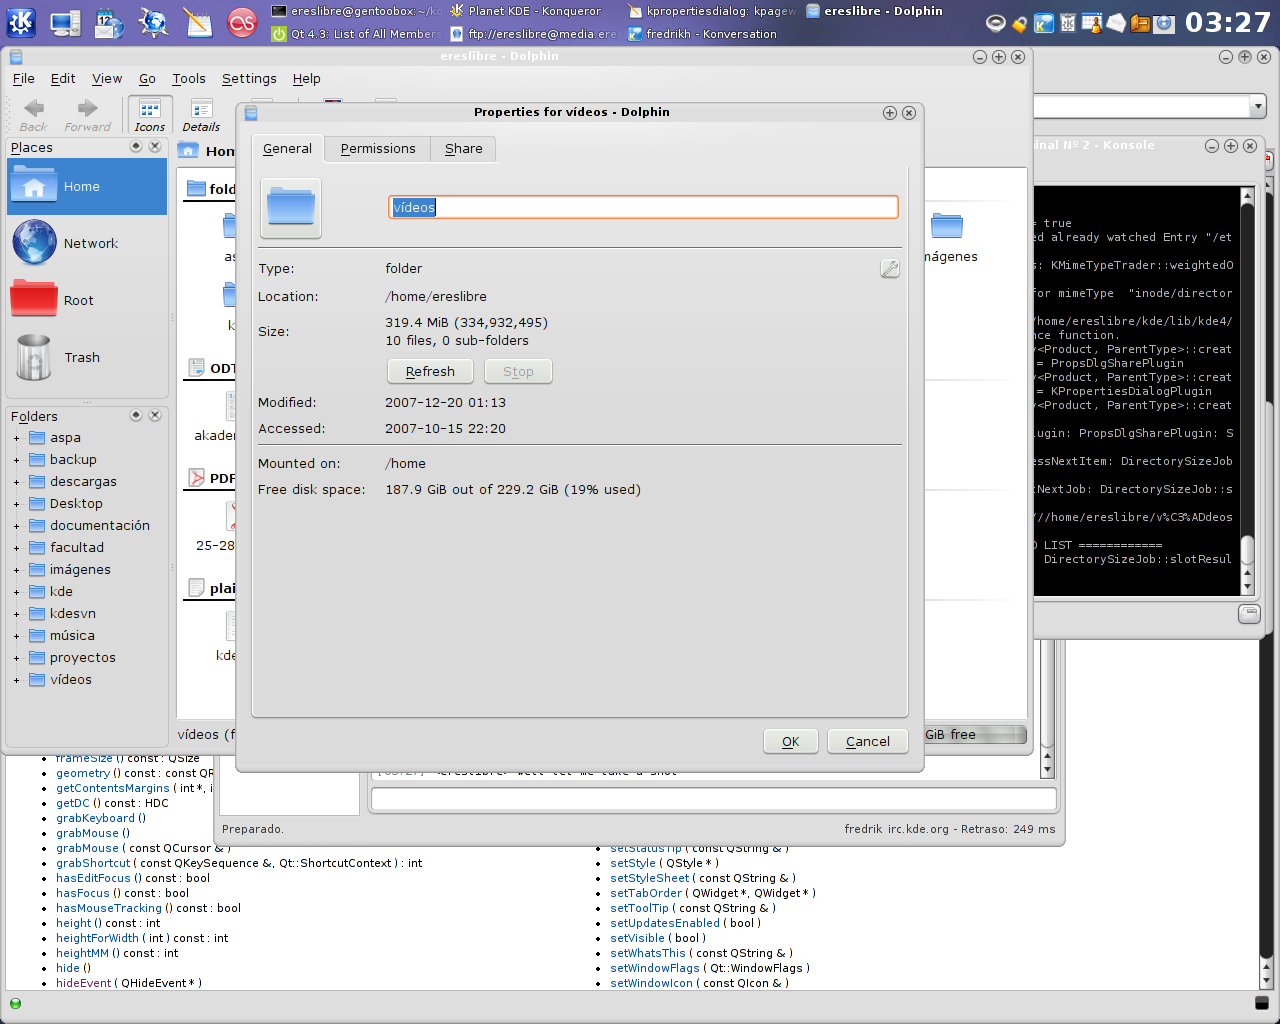 ereslibre@gentoobox:~/k
Planet KDE - Konqueror
kpropertiesdialog: kpagew
ereslibre - Dolphin
Qt 4.3: List of All Members
ftp://ereslibre@media.ere
fredrikh - Konversation
03:27
ereslibre - Dolphin
File Edit View Go Tools Settings Help
Back Forward Icons Details
Places
Home
Network
Root
Trash
Folders
aspa
backup
descargas
Desktop
documentación
facultad
imágenes
kde
kdesvn
música
proyectos
vídeos
Hom
fold
as
k
ODT
akaden
PDF
25-28
plai
kde
mágenes
vídeos (f
GiB free
Properties for vídeos - Dolphin
General Permissions Share
vídeos
Type: folder
Location: /home/ereslibre
Size: 319.4 MiB (334,932,495)
10 files, 0 sub-folders
Refresh Stop
Modified: 2007-12-20 01:13
Accessed: 2007-10-15 22:20
Mounted on: /home
Free disk space: 187.9 GiB out of 229.2 GiB (19% used)
OK Cancel
minal Nº 2 - Konsole
= true
ed already watched Entry "/et
s: KMimeTypeTrader::weightedO
for mimeType "inode/director
/home/ereslibre/kde/lib/kde4/
nce function.
y<Product, ParentType>::creat
= PropsDlgSharePlugin
y<Product, ParentType>::creat
= KPropertiesDialogPlugin
y<Product, ParentType>::creat
ugin: PropsDlgSharePlugin: S
essNextItem: DirectorySizeJob
tNextJob: DirectorySizeJob::s
//home/ereslibre/v%C3%ADdeos
D LIST ============
DirectorySizeJob::slotResul
[03:27] <ereslibre> well let me take a shot
Preparado.
fredrik irc.kde.org - Retraso: 249 ms
frameSize () const : QSize
geometry () const : const QR
getContentsMargins ( int *, i
getDC () const : HDC
grabKeyboard ()
grabMouse ()
grabMouse ( const QCursor & )
grabShortcut ( const QKeySequence &, Qt::ShortcutContext ) : int
hasEditFocus () const : bool
hasFocus () const : bool
hasMouseTracking () const : bool
height () const : int
heightForWidth ( int ) const : int
heightMM () const : int
hide ()
hideEvent ( QHideEvent * )
setStatusTip ( const QString & )
setStyle ( QStyle * )
setStyleSheet ( const QString & )
setTabOrder ( QWidget *, QWidget * )
setToolTip ( const QString & )
setUpdatesEnabled ( bool )
setVisible ( bool )
setWhatsThis ( const QString & )
setWindowFlags ( Qt::WindowFlags )
setWindowIcon ( const QIcon & )